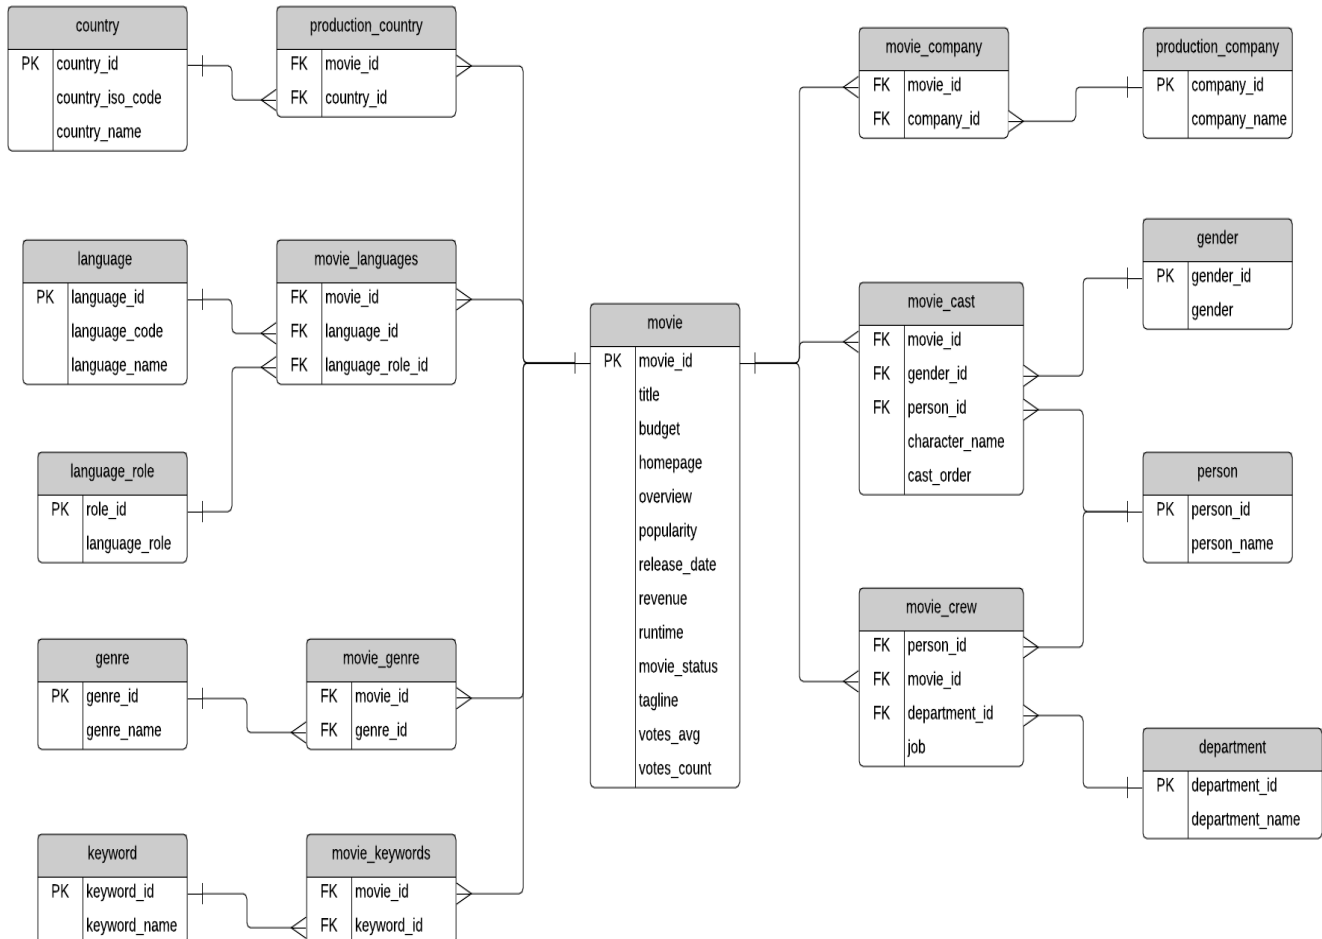 country
PK country_id
country_iso_code
country_name
production_country
FK movie_id
FK country_id
language
PK language_id
language_code
language_name
movie_languages
FK movie_id
FK language_id
FK language_role_id
language_role
PK role_id
language_role
genre
PK genre_id
genre_name
movie_genre
FK movie_id
FK genre_id
keyword
PK keyword_id
keyword_name
movie_keywords
FK movie_id
FK keyword_id
movie
PK movie_id
title
budget
homepage
overview
popularity
release_date
revenue
runtime
movie_status
tagline
votes_avg
votes_count
movie_company
FK movie_id
FK company_id
production_company
PK company_id
company_name
movie_cast
FK movie_id
FK gender_id
FK person_id
character_name
cast_order
gender
PK gender_id
gender
person
PK person_id
person_name
movie_crew
FK person_id
FK movie_id
FK department_id
job
department
PK department_id
department_name